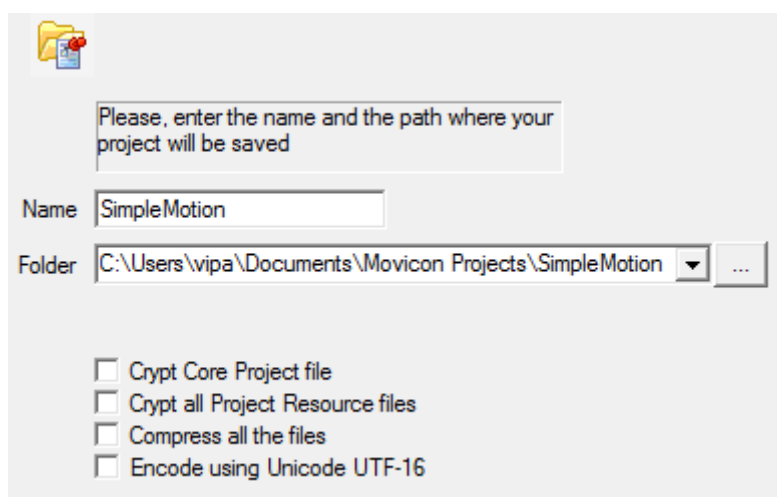 Please, enter the name and the path where your
project will be saved
Name SimpleMotion
Folder C:\Users\vipa\Documents\Movicon Projects\SimpleMotion ...
Crypt Core Project file
Crypt all Project Resource files
Compress all the files
Encode using Unicode UTF-16